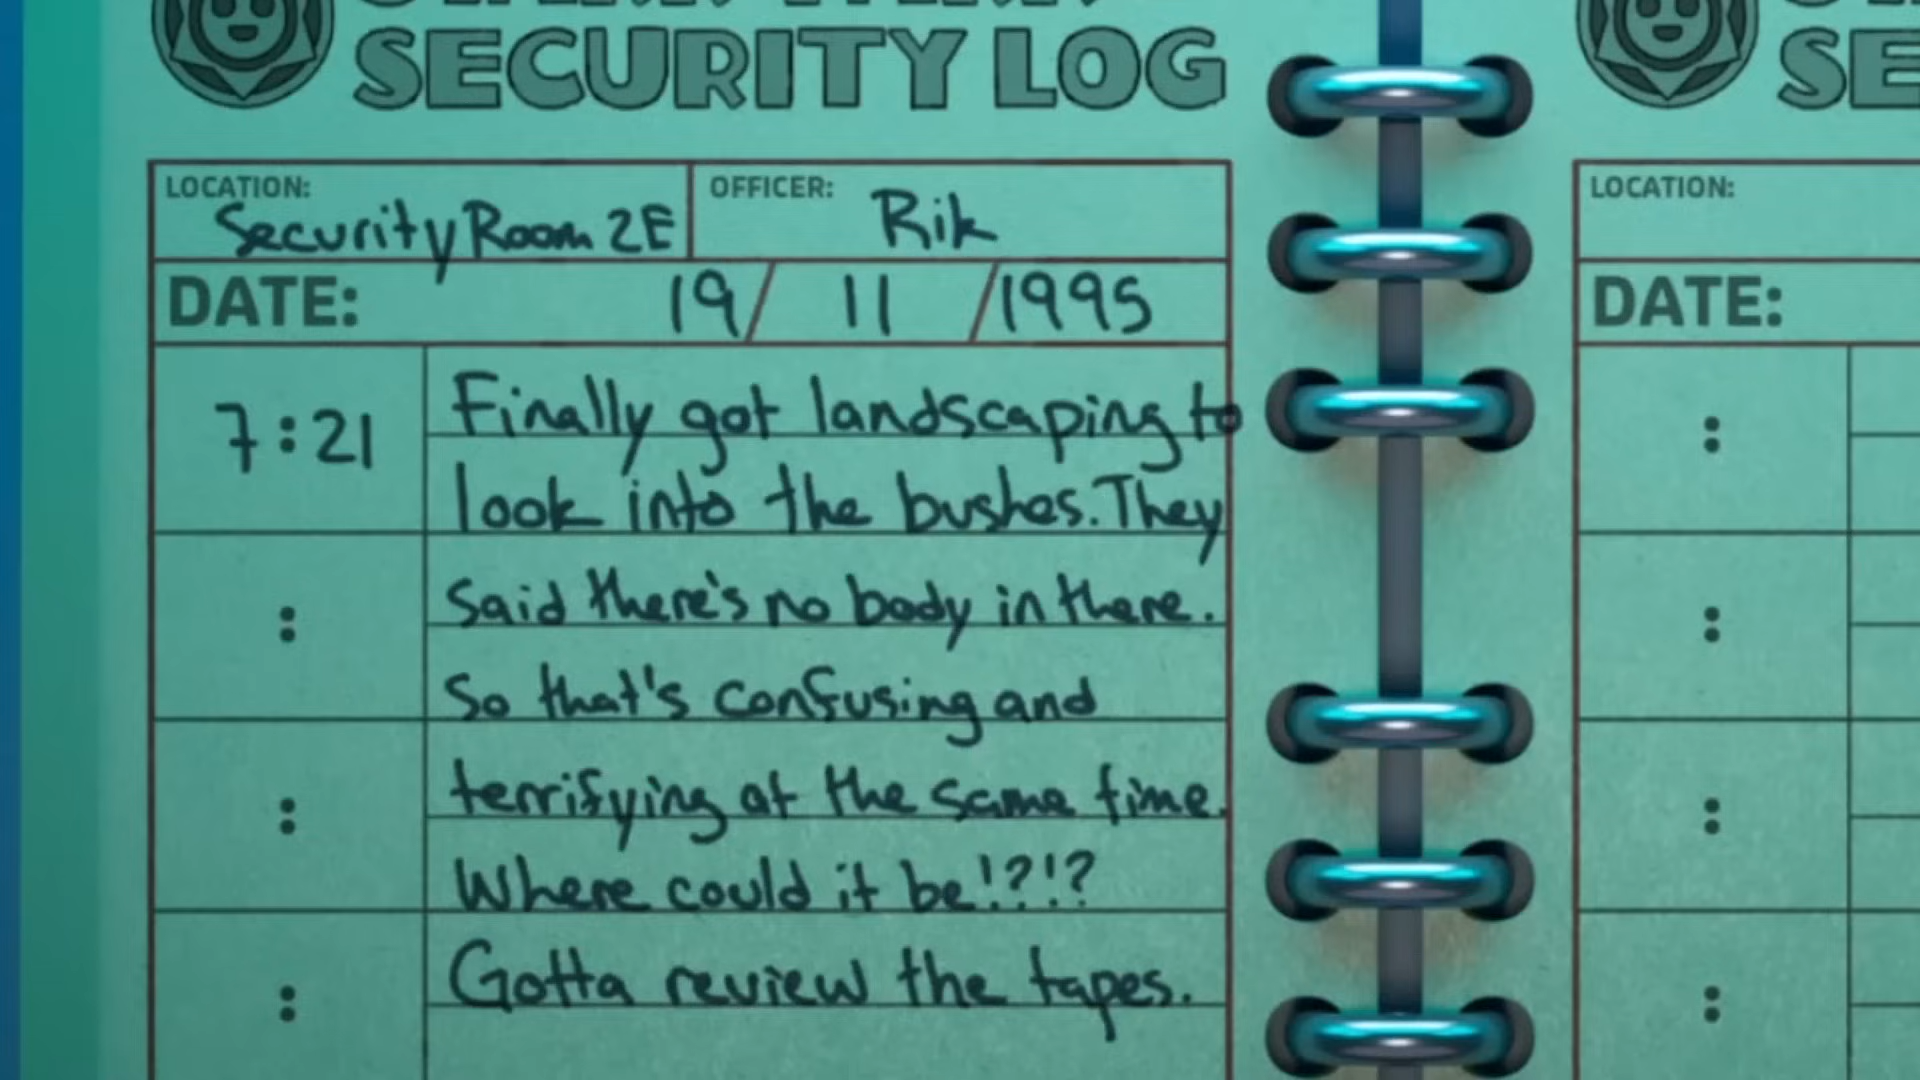 SECURITY LOG
LOCATION: Security Room 2E
OFFICER: Rik
DATE: 19/ 11 /1995
7:21
Finally got landscaping to
look into the bushes. They
said there's no body in there.
So that's confusing and
terrifying at the same time.
Where could it be!?!?
Gotta review the tapes.
:
:
:
SE
LOCATION:
DATE:
:
:
:
: